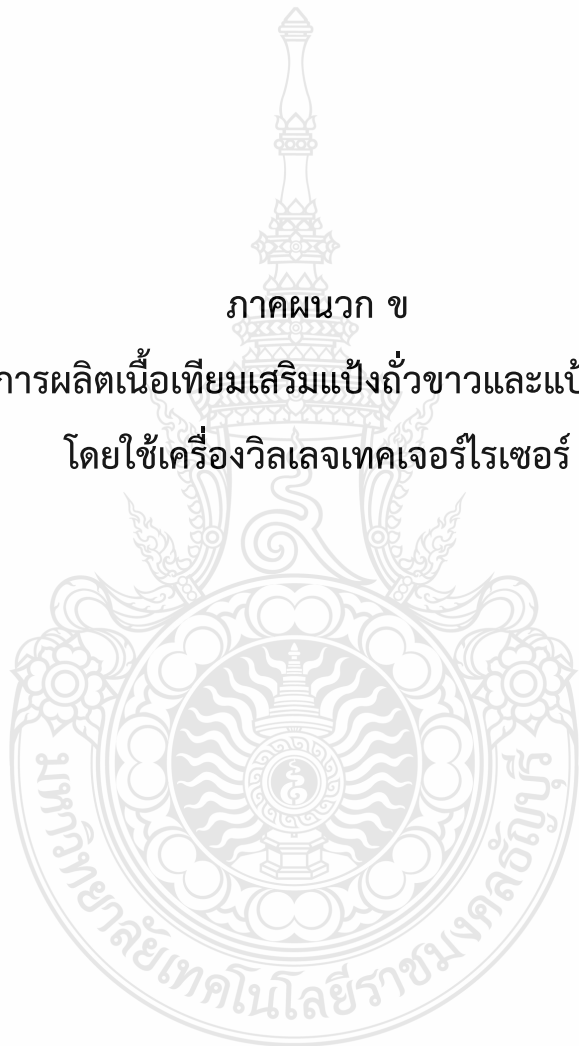 ภาคผนวก ข
การผลิตเนื้อเทียมเสริมแป้งถั่วขาวและ
โดยใช้เครื่องวิลเลจเทคเจอร์ไรเซอร์
มหาวิทยาลัยเทคโนโลยีราชมงคลธัญบุรี